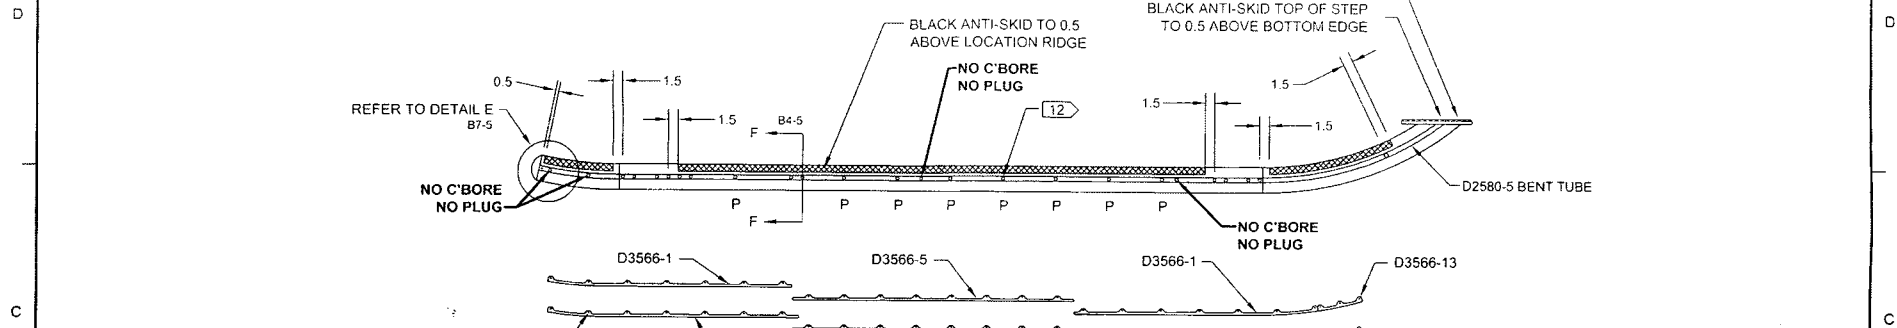 D
D
BLACK ANTI-SKID TO 0.5
ABOVE LOCATION RIDGE
BLACK ANTI-SKID TOP OF STEP
TO 0.5 ABOVE BOTTOM EDGE
NO C'BORE
NO PLUG
0.5
1.5
1.5
REFER TO DETAIL E
B7-5
1.5
F
B4-5
12
1.5
1.5
NO C'BORE
NO PLUG
D2580-5 BENT TUBE
P
P
P
P
P
P
P
P
F
NO C'BORE
NO PLUG
D3566-1
D3566-5
D3566-1
D3566-13
C
C